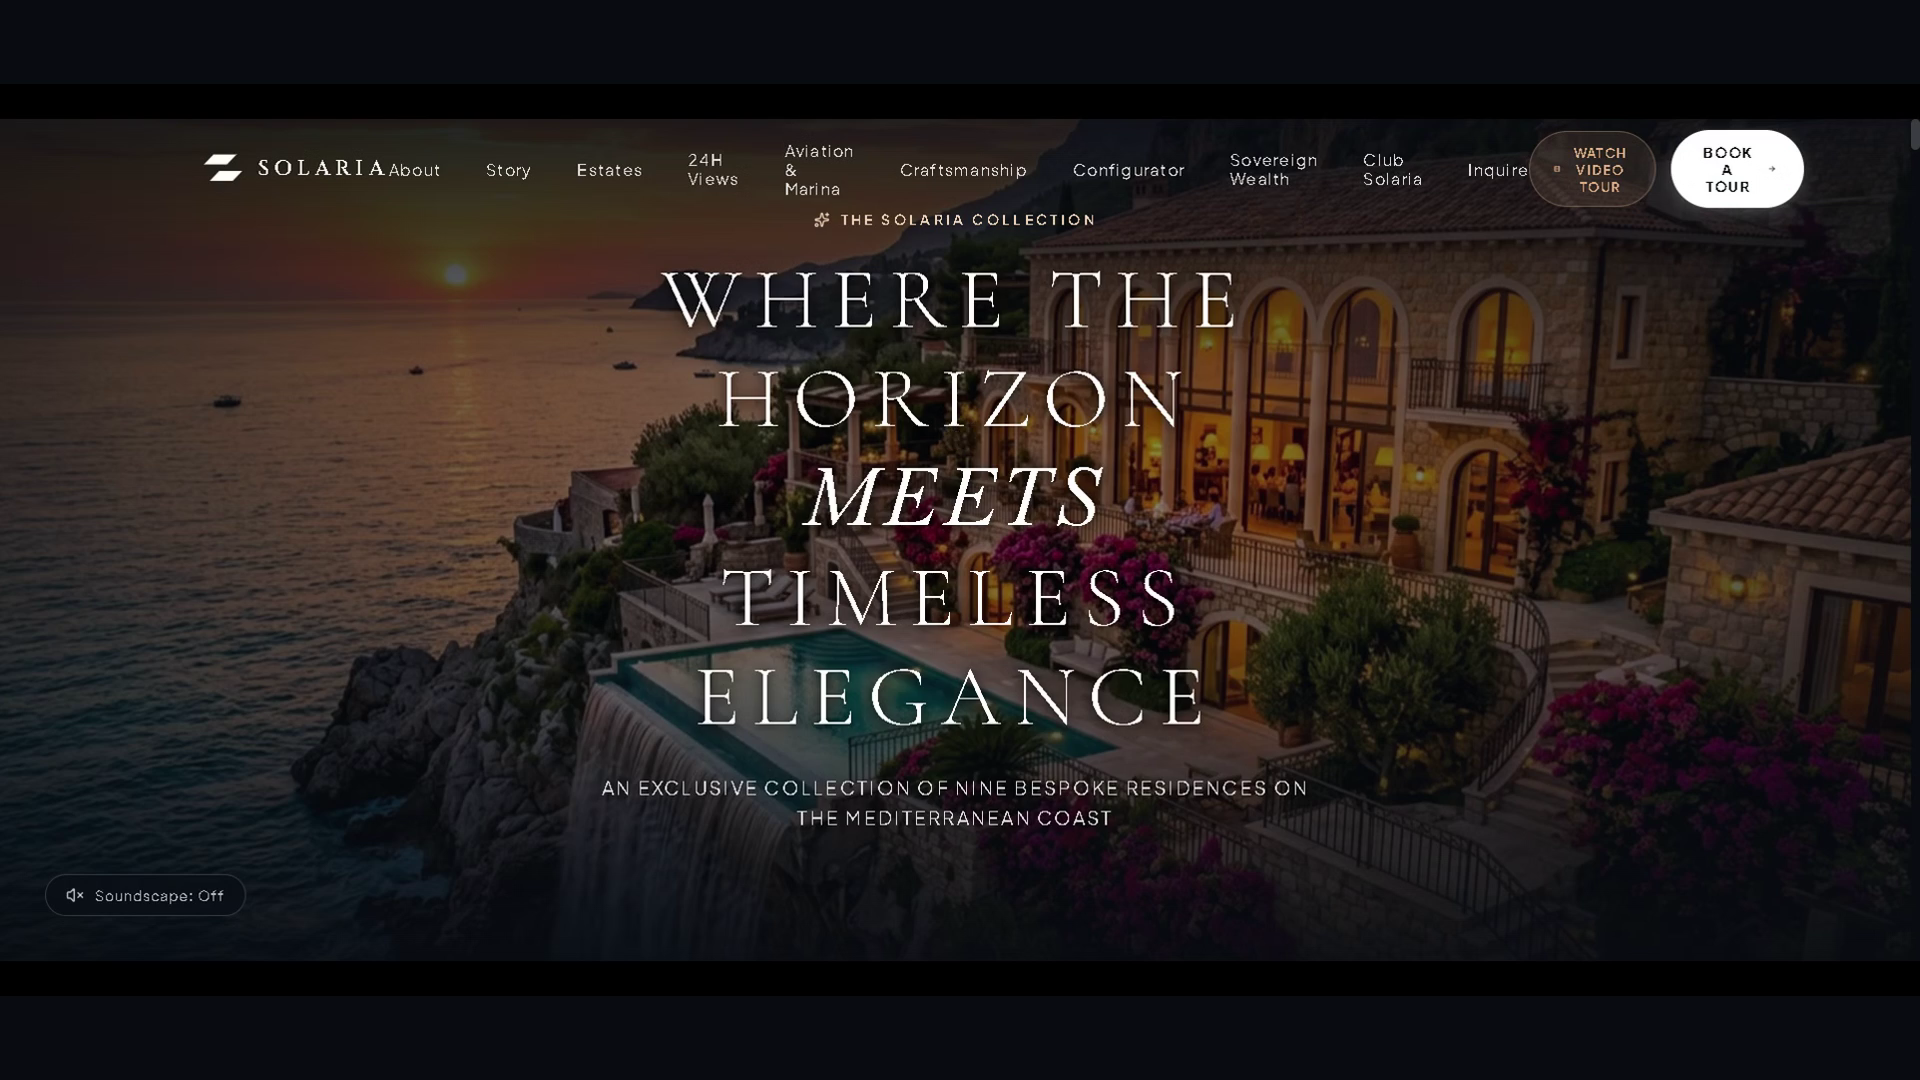 SOLARIA
About
Story
Estates
24H
Views
Aviation
&
Marina
Craftsmanship
Configurator
Sovereign
Wealth
Club
Solaria
Inquire
WATCH
VIDEO
TOUR
BOOK
A
TOUR
THE SOLARIA COLLECTION
WHERE THE
HORIZON
MEETS
TIMELESS
ELEGANCE
AN EXCLUSIVE COLLECTION OF NINE BESPOKE RESIDENCES ON
THE MEDITERRANEAN COAST
Soundscape: Off